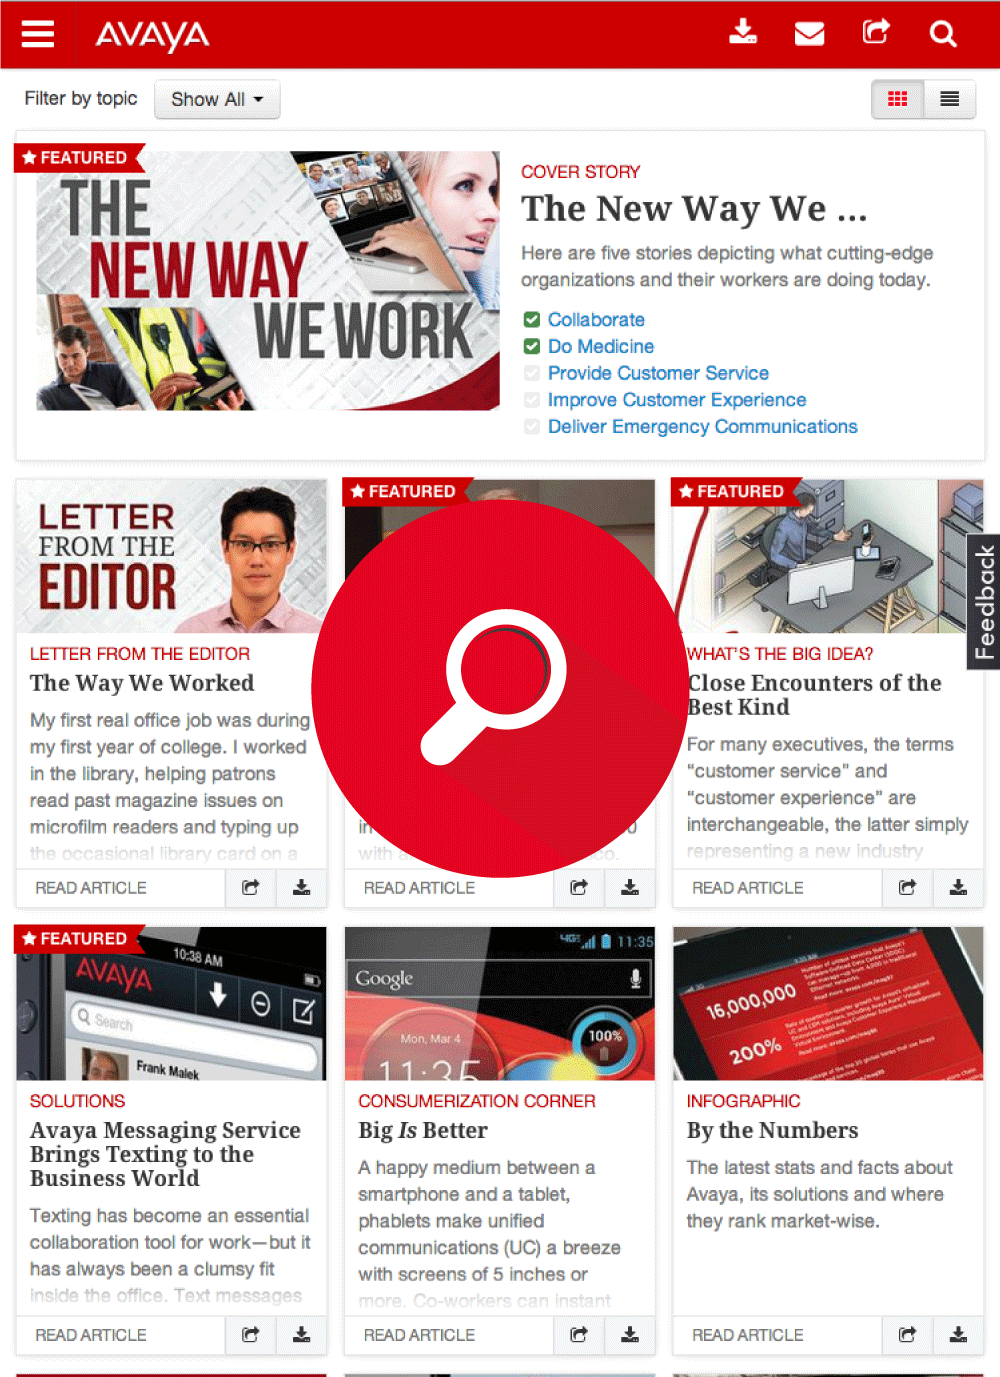 AVAYA
Filter by topic
Show All
FEATURED
THE
NEW WAY
WE WORK
COVER STORY
The New Way We ...
Here are five stories depicting what cutting-edge
organizations and their workers are doing today.
Collaborate
Do Medicine
Provide Customer Service
Improve Customer Experience
Deliver Emergency Communications
Feedback
LETTER
FROM THE
EDITOR
LETTER FROM THE EDITOR
The Way We Worked
My first real office job was during
my first year of college. I worked
in the library, helping patrons
read past magazine issues on
microfilm readers and typing up
the occasional library card on a
READ ARTICLE
FEATURED
READ ARTICLE
FEATURED
WHAT'S THE BIG IDEA?
Close Encounters of the
Best Kind
For many executives, the terms
“customer service” and
“customer experience” are
interchangeable, the latter simply
representing a new industry
READ ARTICLE
FEATURED
10:38 AM
AVAYA
Search
Frank Malek
SOLUTIONS
Avaya Messaging Service
Brings Texting to the
Business World
Texting has become an essential
collaboration tool for work—but it
has always been a clumsy fit
inside the office. Text messages
READ ARTICLE
4G 11:35
Google
Mon, Mar 4
100%
11:35
CONSUMERIZATION CORNER
Big Is Better
A happy medium between a
smartphone and a tablet,
phablets make unified
communications (UC) a breeze
with screens of 5 inches or
more. Co-workers can instant
READ ARTICLE
16,000,000
200%
INFOGRAPHIC
By the Numbers
The latest stats and facts about
Avaya, its solutions and where
they rank market-wise.
READ ARTICLE